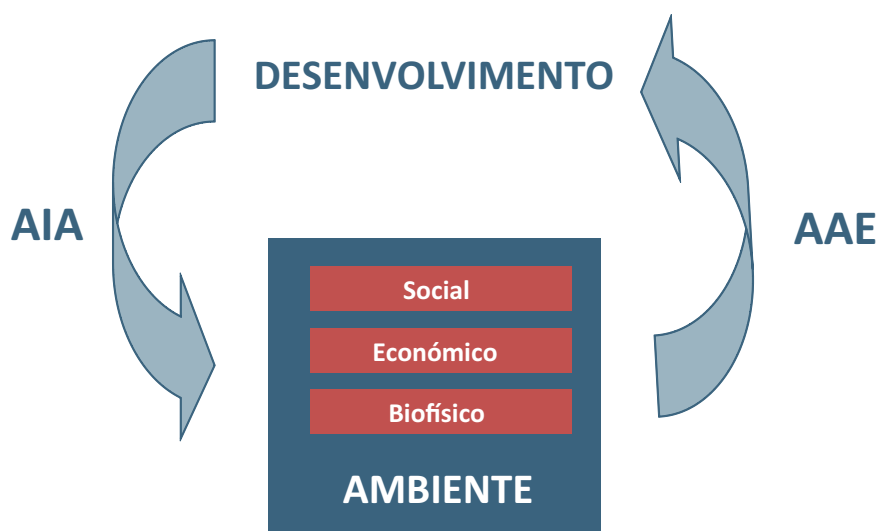 DESENVOLVIMENTO
AIA
AAE
Social
Económico
Biofísico
AMBIENTE